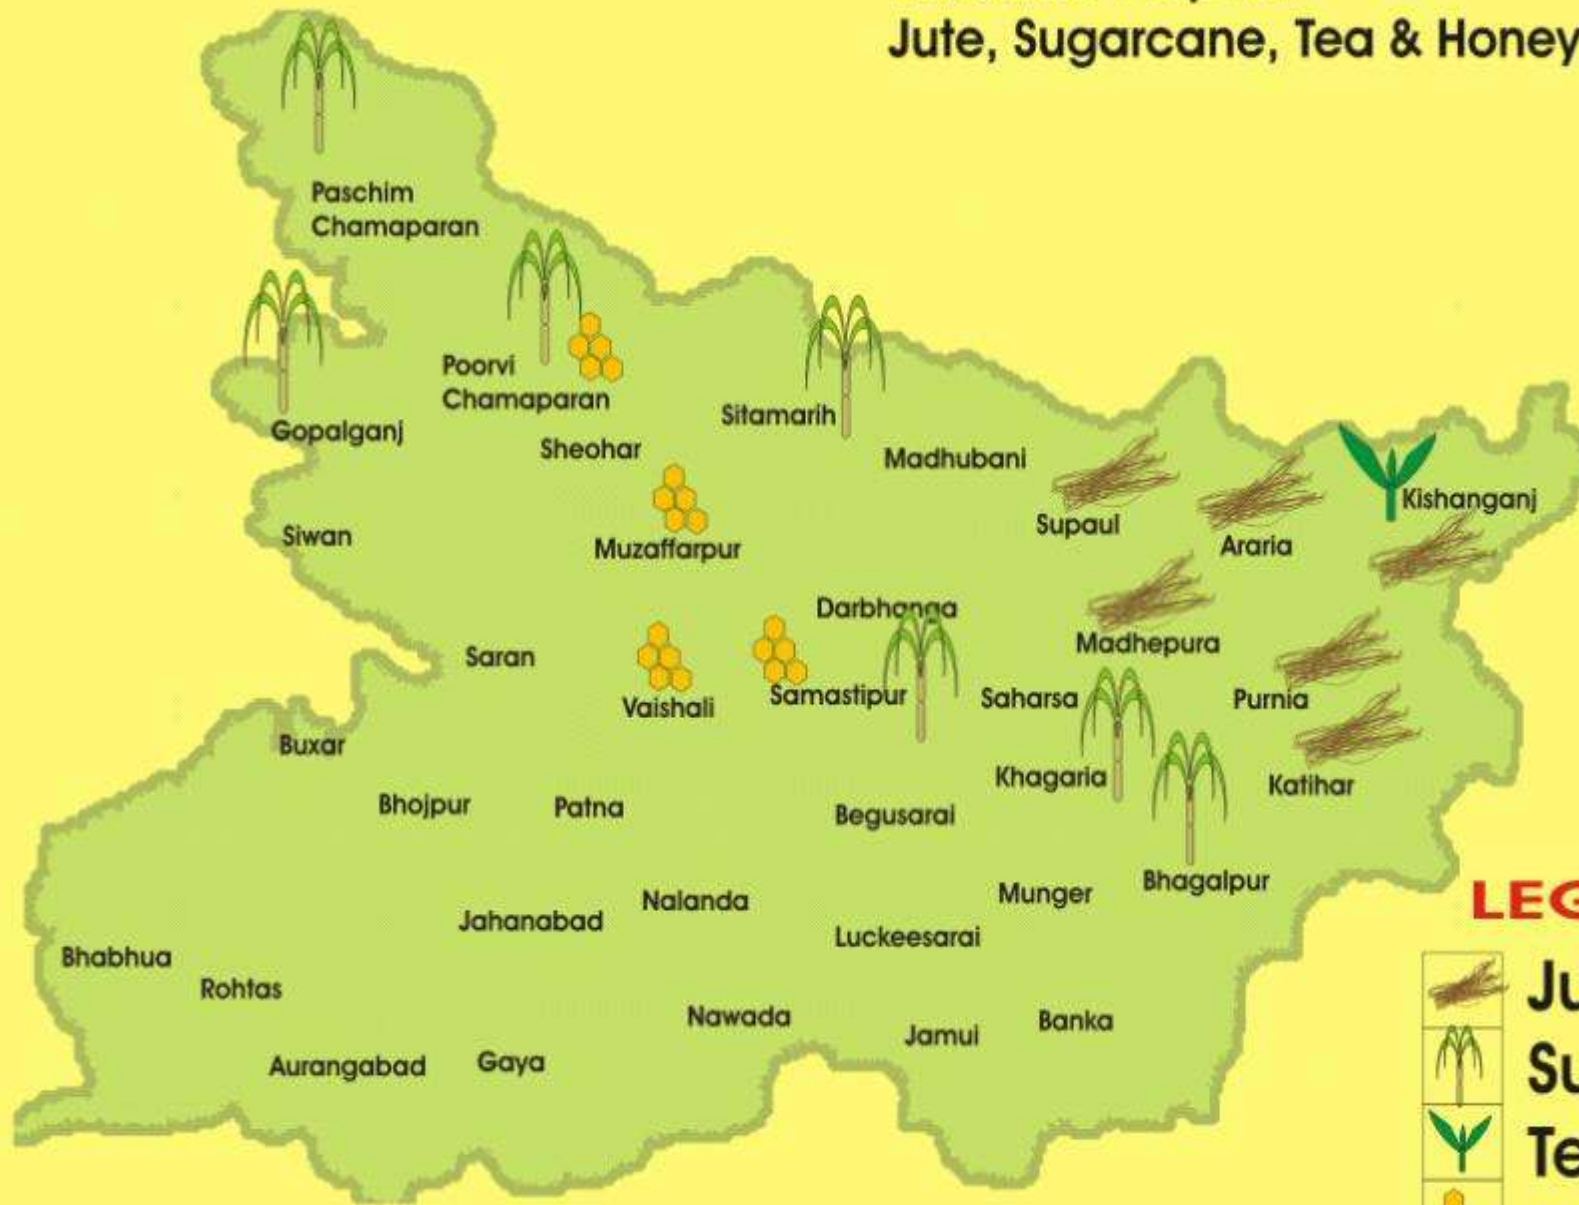 Jute, Sugarcane, Tea & Honey
Paschim
Chamaparan
Poorvi
Chamaparan
Gopalganj
Sitamarih
Sheohar
Madhubani
Kishanganj
Siwan
Muzaffarpur
Supaul
Araria
Darbhanga
Madhepura
Saran
Vaishali
Samastipur
Saharsa
Purnia
Buxar
Khagaria
Katihar
Bhojpur
Patna
Begusarai
Bhagalpur
Munger
Nalanda
Jahanabad
Luckeesarai
Bhabhua
Rohtas
Nawada
Jamui
Banka
Aurangabad
Gaya
LEG
Ju
Su
Te